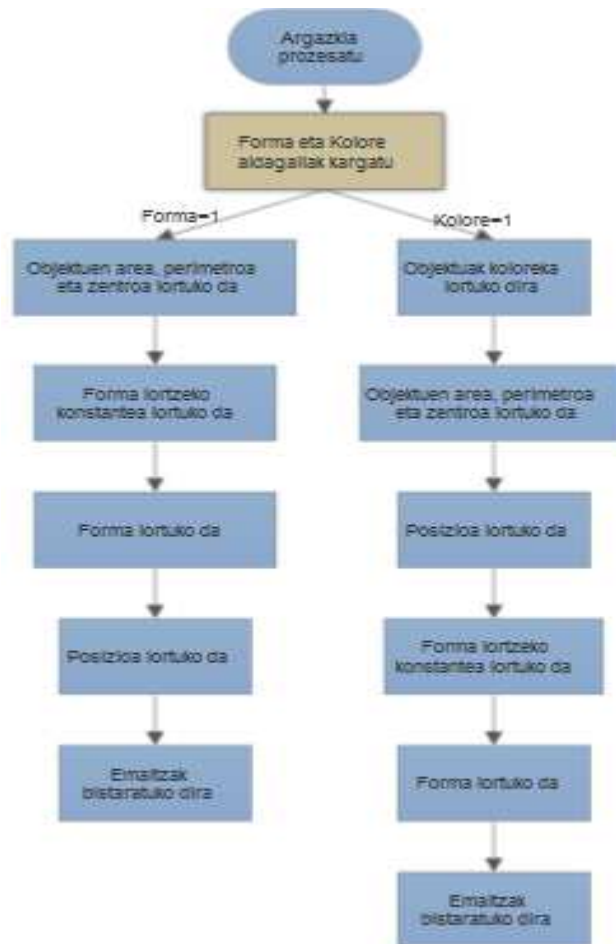 Argazkia
prozesatu
Forma eta Kolore
aldagaiak kargatu
Forma=1
Kolore=1
Objektuen area, perimetroa
eta zentroa lortuko da
Objektuak koloreka
lortuko dira
Forma lortzeko
konstantea lortuko da
Objektuen area, perimetroa
eta zentroa lortuko da
Forma lortuko da
Posizioa lortuko da
Posizioa lortuko da
Forma lortzeko
konstantea lortuko da
Emaitzak
bistaratuko dira
Forma lortuko da
Emaitzak
bistaratuko dira